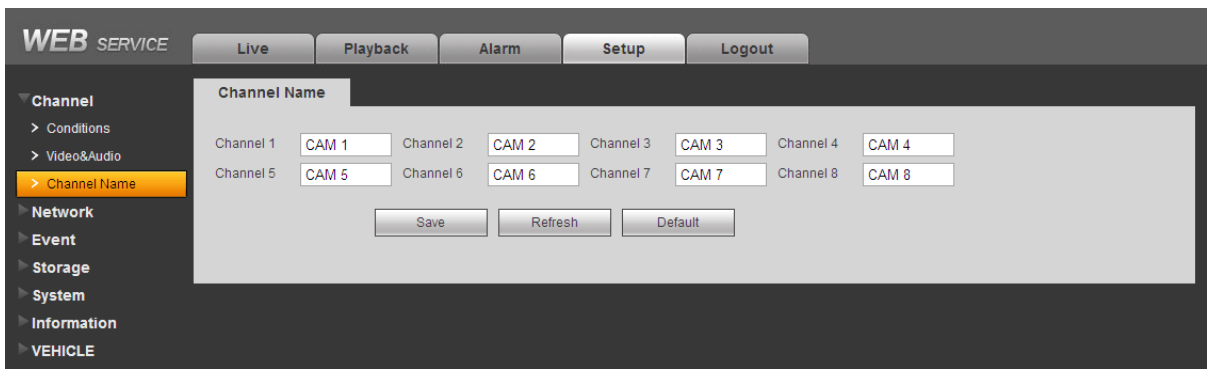 WEB SERVICE
Live Playback Alarm Setup Logout
Channel
> Conditions
> Video&Audio
> Channel Name
Network
Event
Storage
System
Information
VEHICLE
Channel Name
Channel 1 CAM 1 Channel 2 CAM 2 Channel 3 CAM 3 Channel 4 CAM 4
Channel 5 CAM 5 Channel 6 CAM 6 Channel 7 CAM 7 Channel 8 CAM 8
Save Refresh Default